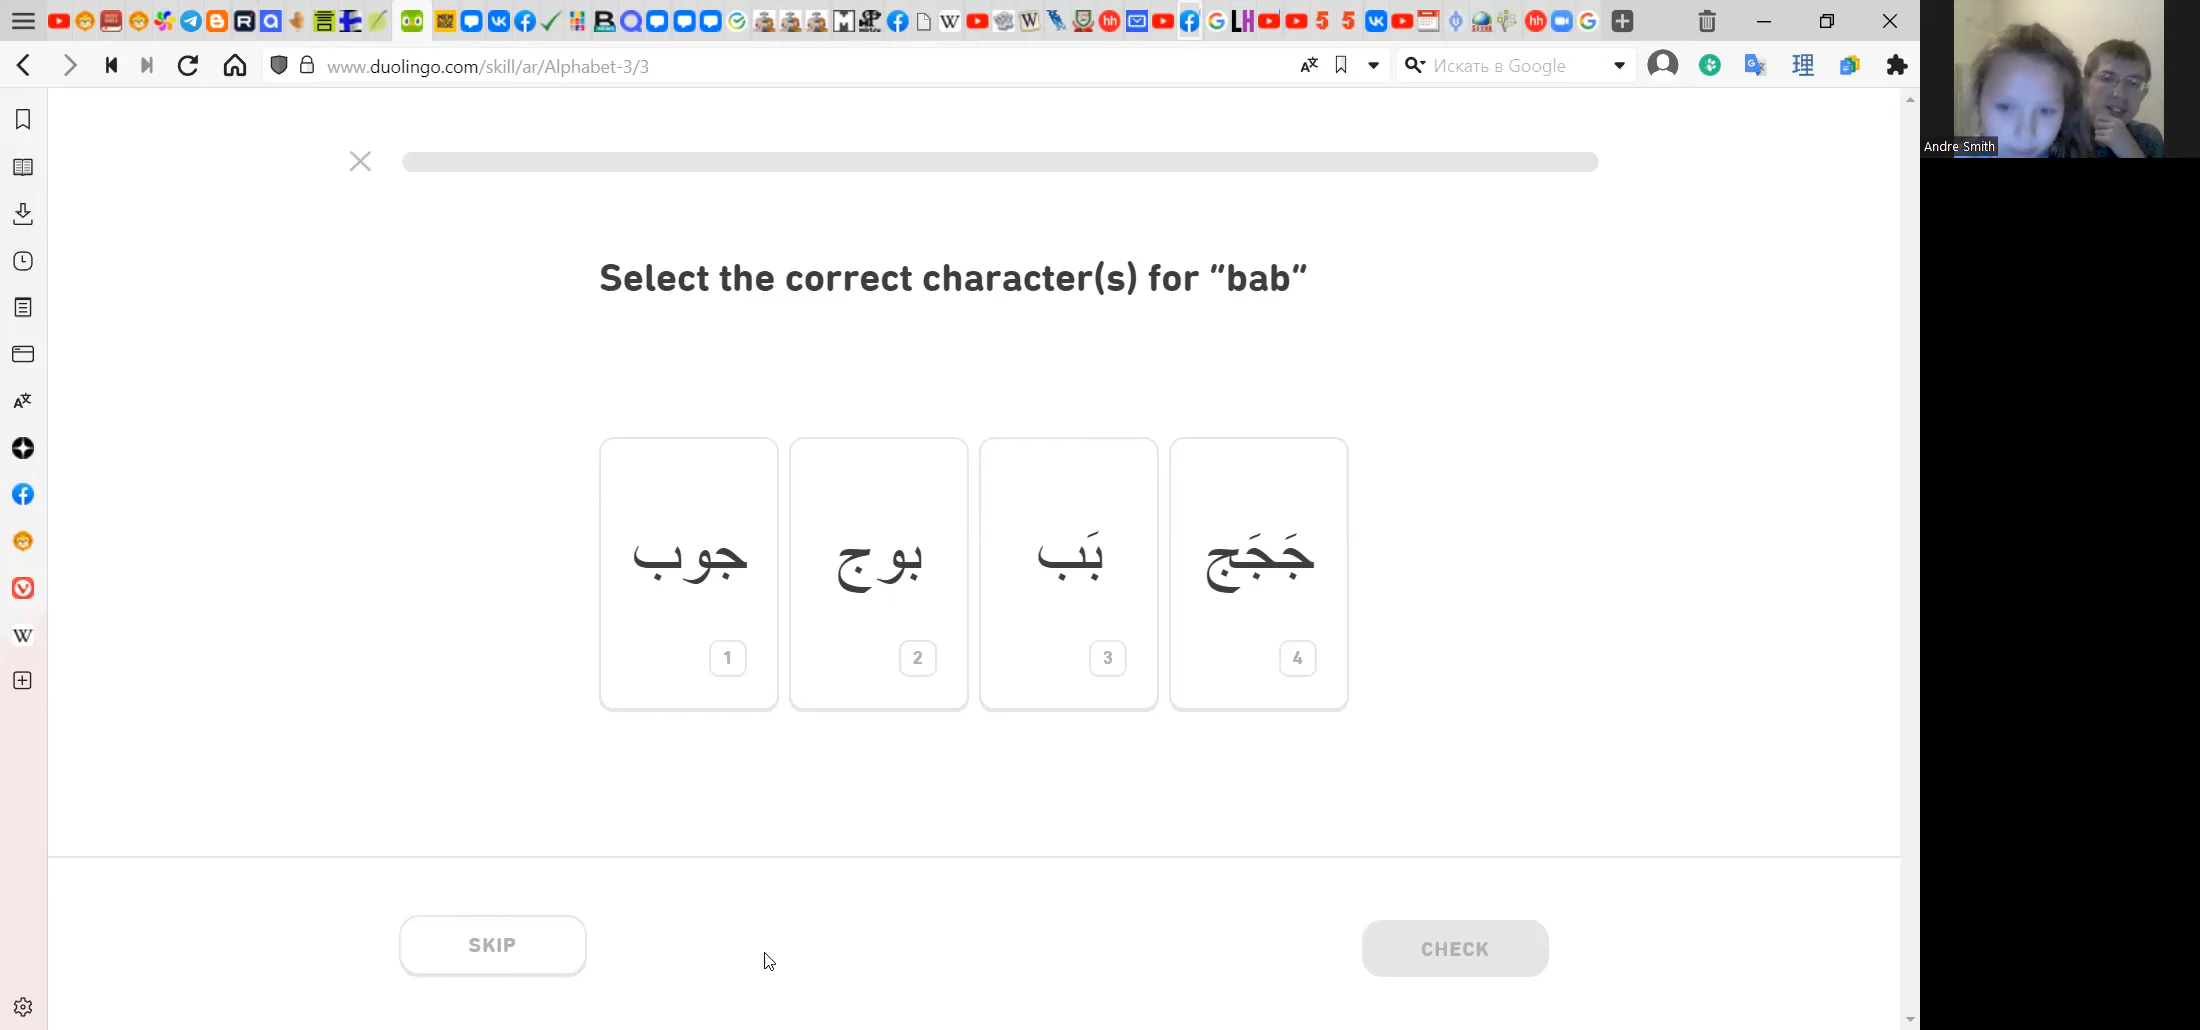 www.duolingo.com/skill/ar/Alphabet-3/3
Искать в Google
Andre Smith
Select the correct character(s) for "bab"
جوب
1
بوج
2
بَب
3
جَجَج
4
SKIP
CHECK